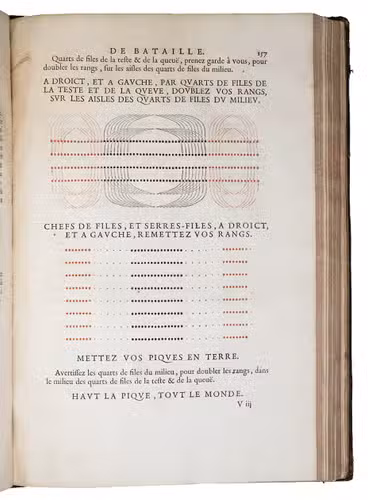 DE BATAILLE. 157
Quarts de files de la teste & de la queuë, prenez garde à vous, pour
doubler les rangs, sur les aisles des quarts de files du milieu.
A DROICT, ET A GAVCHE, PAR QVARTS DE FILES DE
LA TESTE ET DE LA QVEVE, DOVBLEZ VOS RANGS,
SVR LES AISLES DES QVARTS DE FILES DV MILIEV.
CHEFS DE FILES, ET SERRES-FILES, A DROICT,
ET A GAVCHE, REMETTEZ VOS RANGS.
METTEZ VOS PIQVES EN TERRE.
Avertissez les quarts de files du milieu, pour doubler les rangs, dans
le milieu des quarts de files de la teste & de la queuë.
HAVT LA PIQVE, TOVT LE MONDE.
V iij